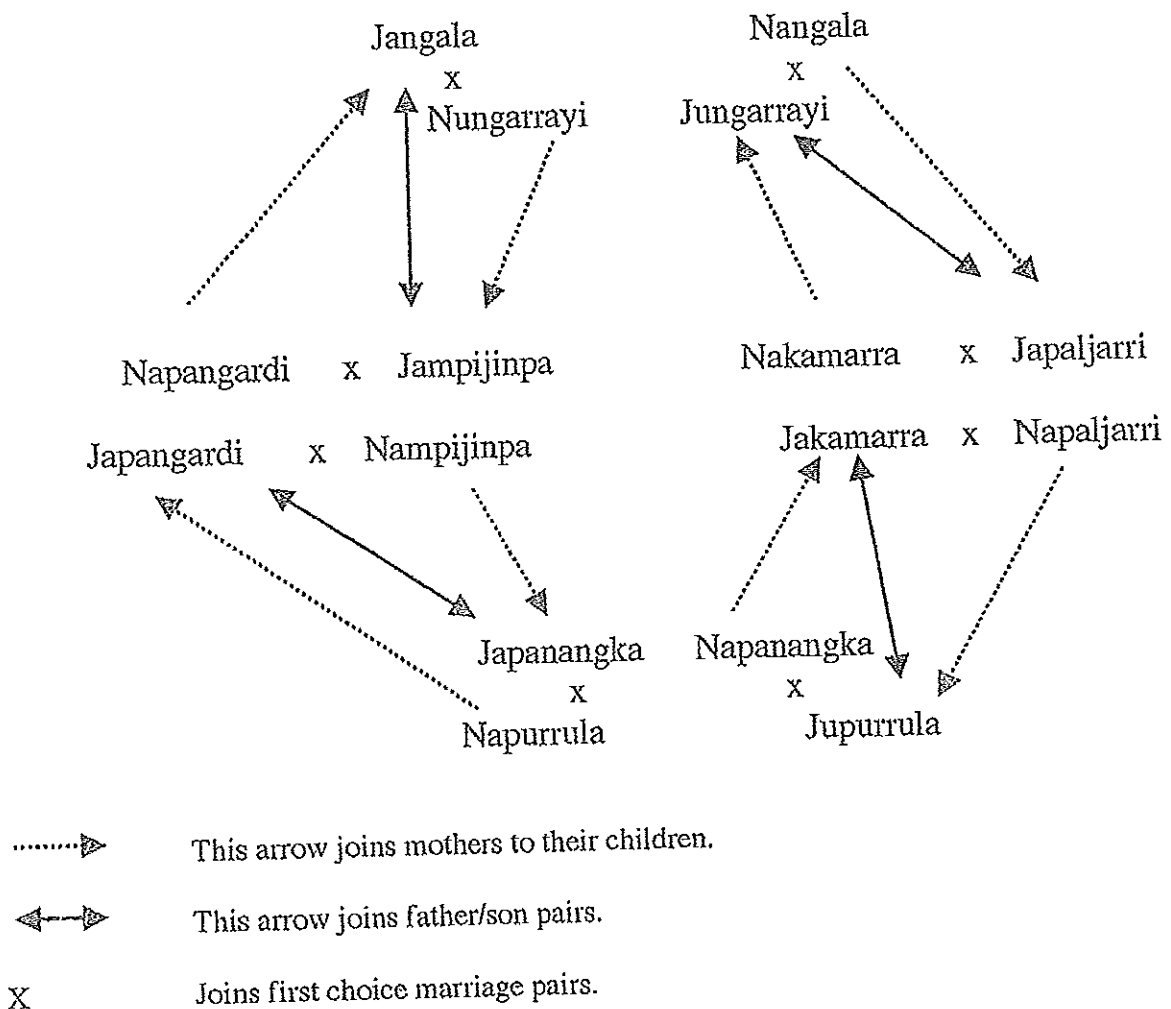 Jangala
Nangala
x
x
Nungarrayi
Jungarrayi
Napangardi x Jampijinpa
Nakamarra x Japaljarri
Japangardi x Nampijinpa
Jakamarra x Napaljarri
Japanangka
Napanangka
x
x
Napurrula
Jupurrula
This arrow joins mothers to their children.
This arrow joins father/son pairs.
X Joins first choice marriage pairs.